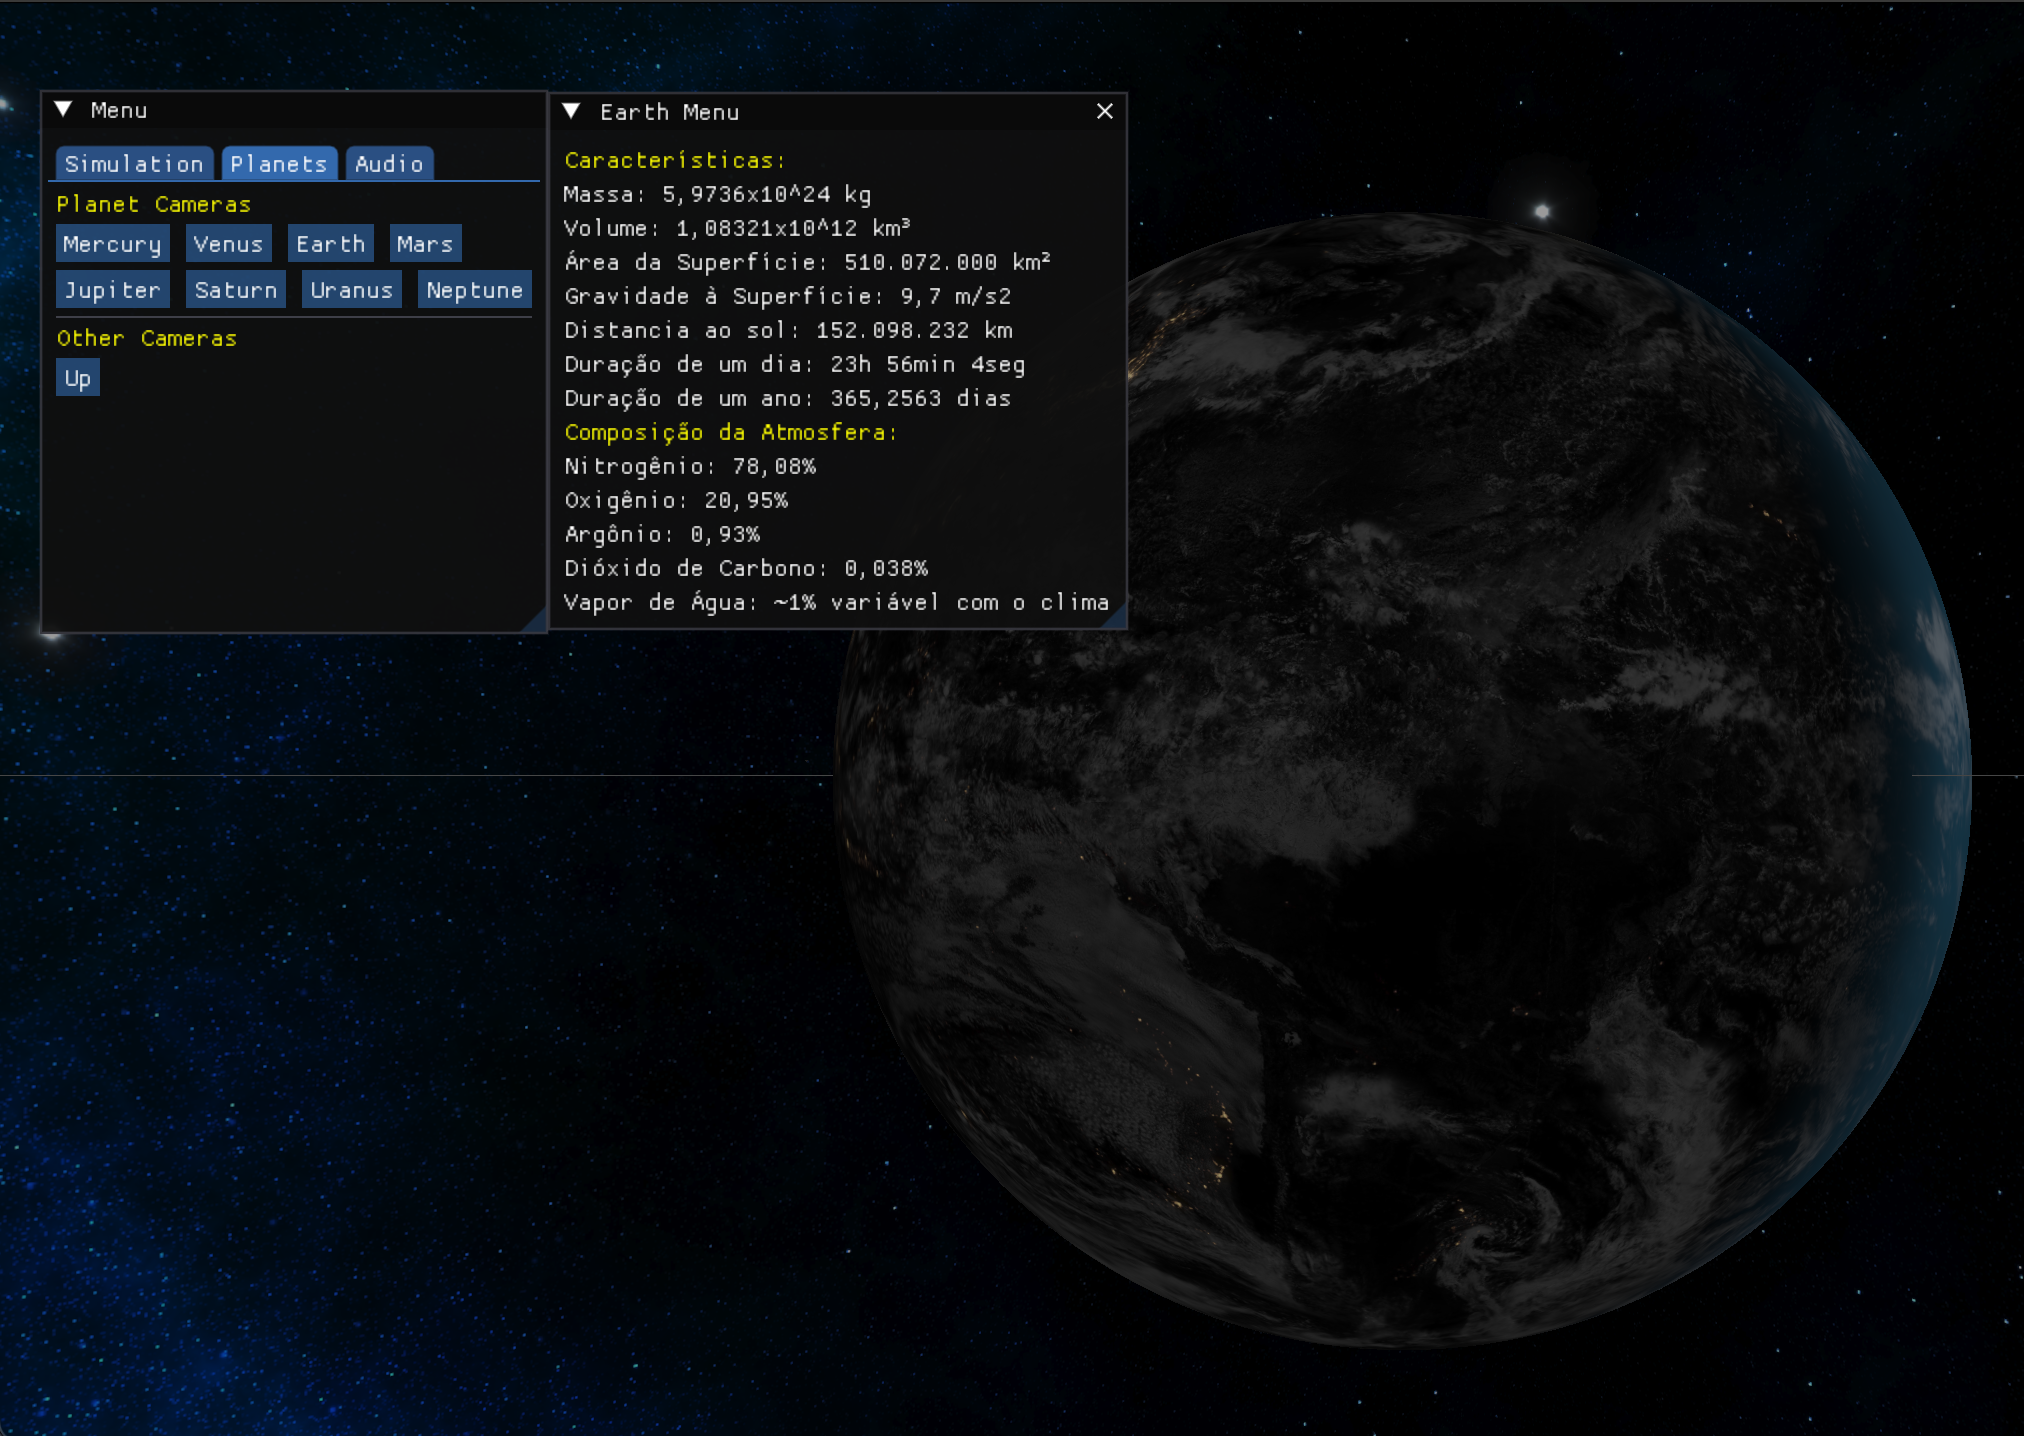 Menu
Simulation Planets Audio
Planet Cameras
Mercury Venus Earth Mars
Jupiter Saturn Uranus Neptune
Other Cameras
Up
Earth Menu
Características:
Massa: 5,9736x10^24 kg
Volume: 1,08321x10^12 km³
Área da Superfície: 510.072.000 km²
Gravidade à Superfície: 9,7 m/s2
Distancia ao sol: 152.098.232 km
Duração de um dia: 23h 56min 4seg
Duração de um ano: 365,2563 dias
Composição da Atmosfera:
Nitrogênio: 78,08%
Oxigênio: 20,95%
Argônio: 0,93%
Dióxido de Carbono: 0,038%
Vapor de Água: ~1% variável com o clima